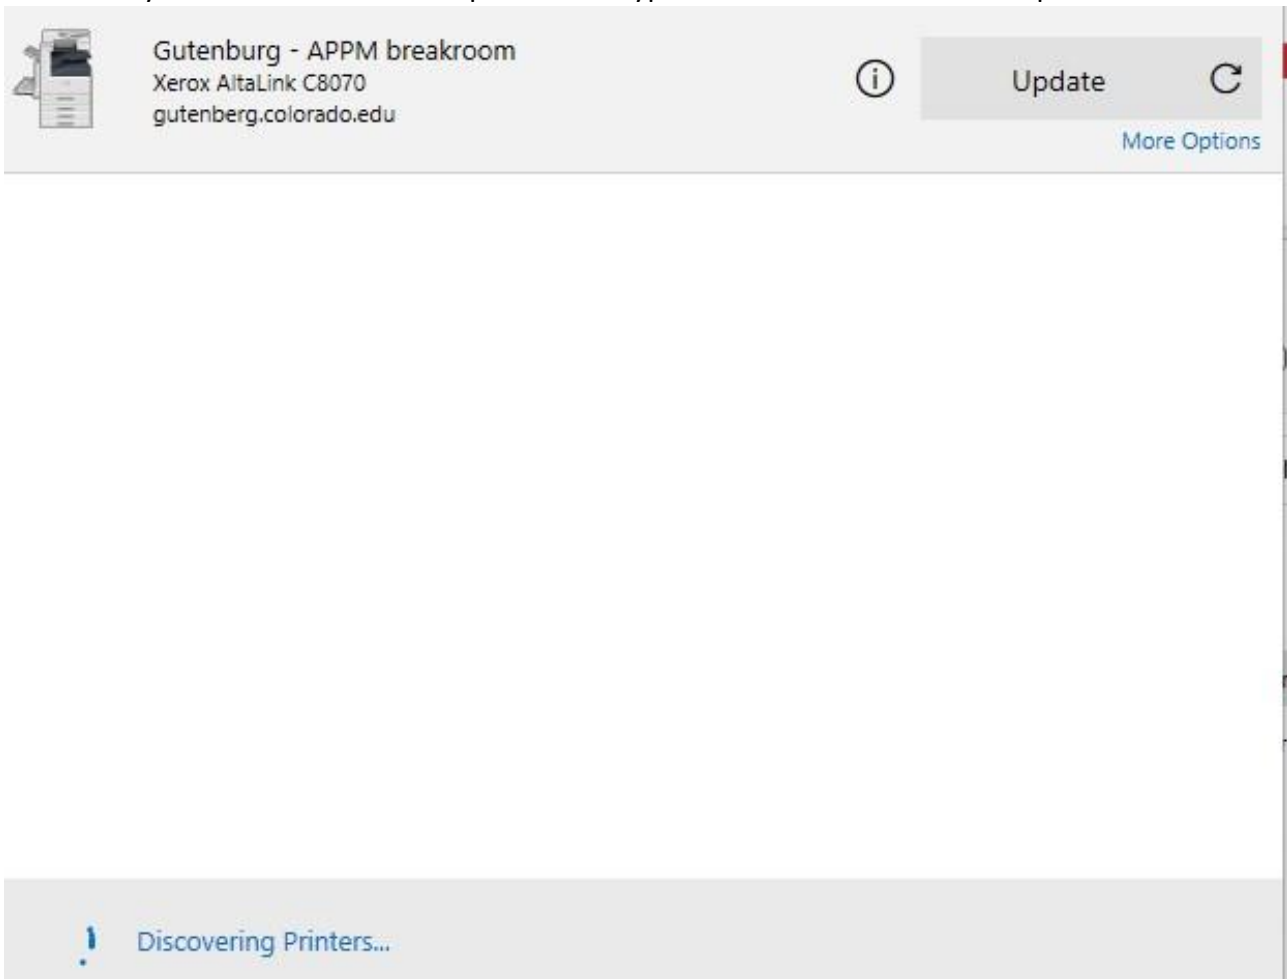 Gutenburg - APPM breakroom
Xerox AltaLink C8070
gutenberg.colorado.edu
Update
More Options
Discovering Printers...